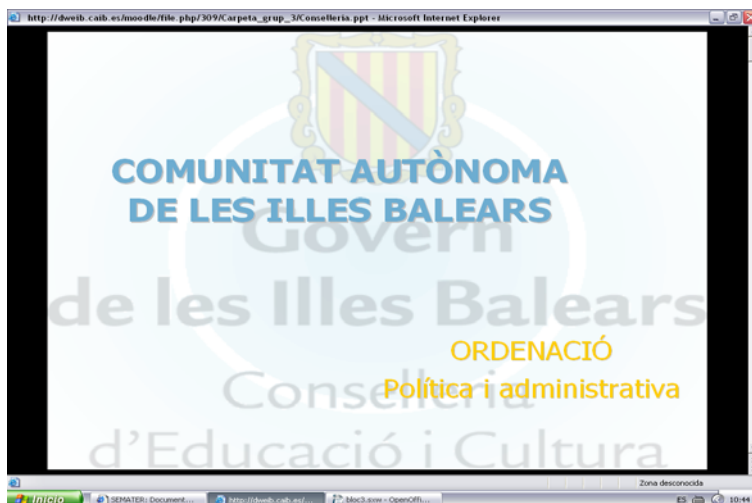 http://dweib.caib.es/moodle/file.php/309/Carpeta_grup_3/Conselleria.ppt - Microsoft Internet Explorer
COMUNITAT AUTÒNOMA
DE LES ILLES BALEARS
Govern
de les Illes Balears
ORDENACIÓ
Política i administrativa
Conselleria
d'Educació i Cultura
Zona desconocida
Inicio
SEMATER: Document...
http://dweib.caib.es/...
bloc3.sxw - OpenOffi...
ES
10:44